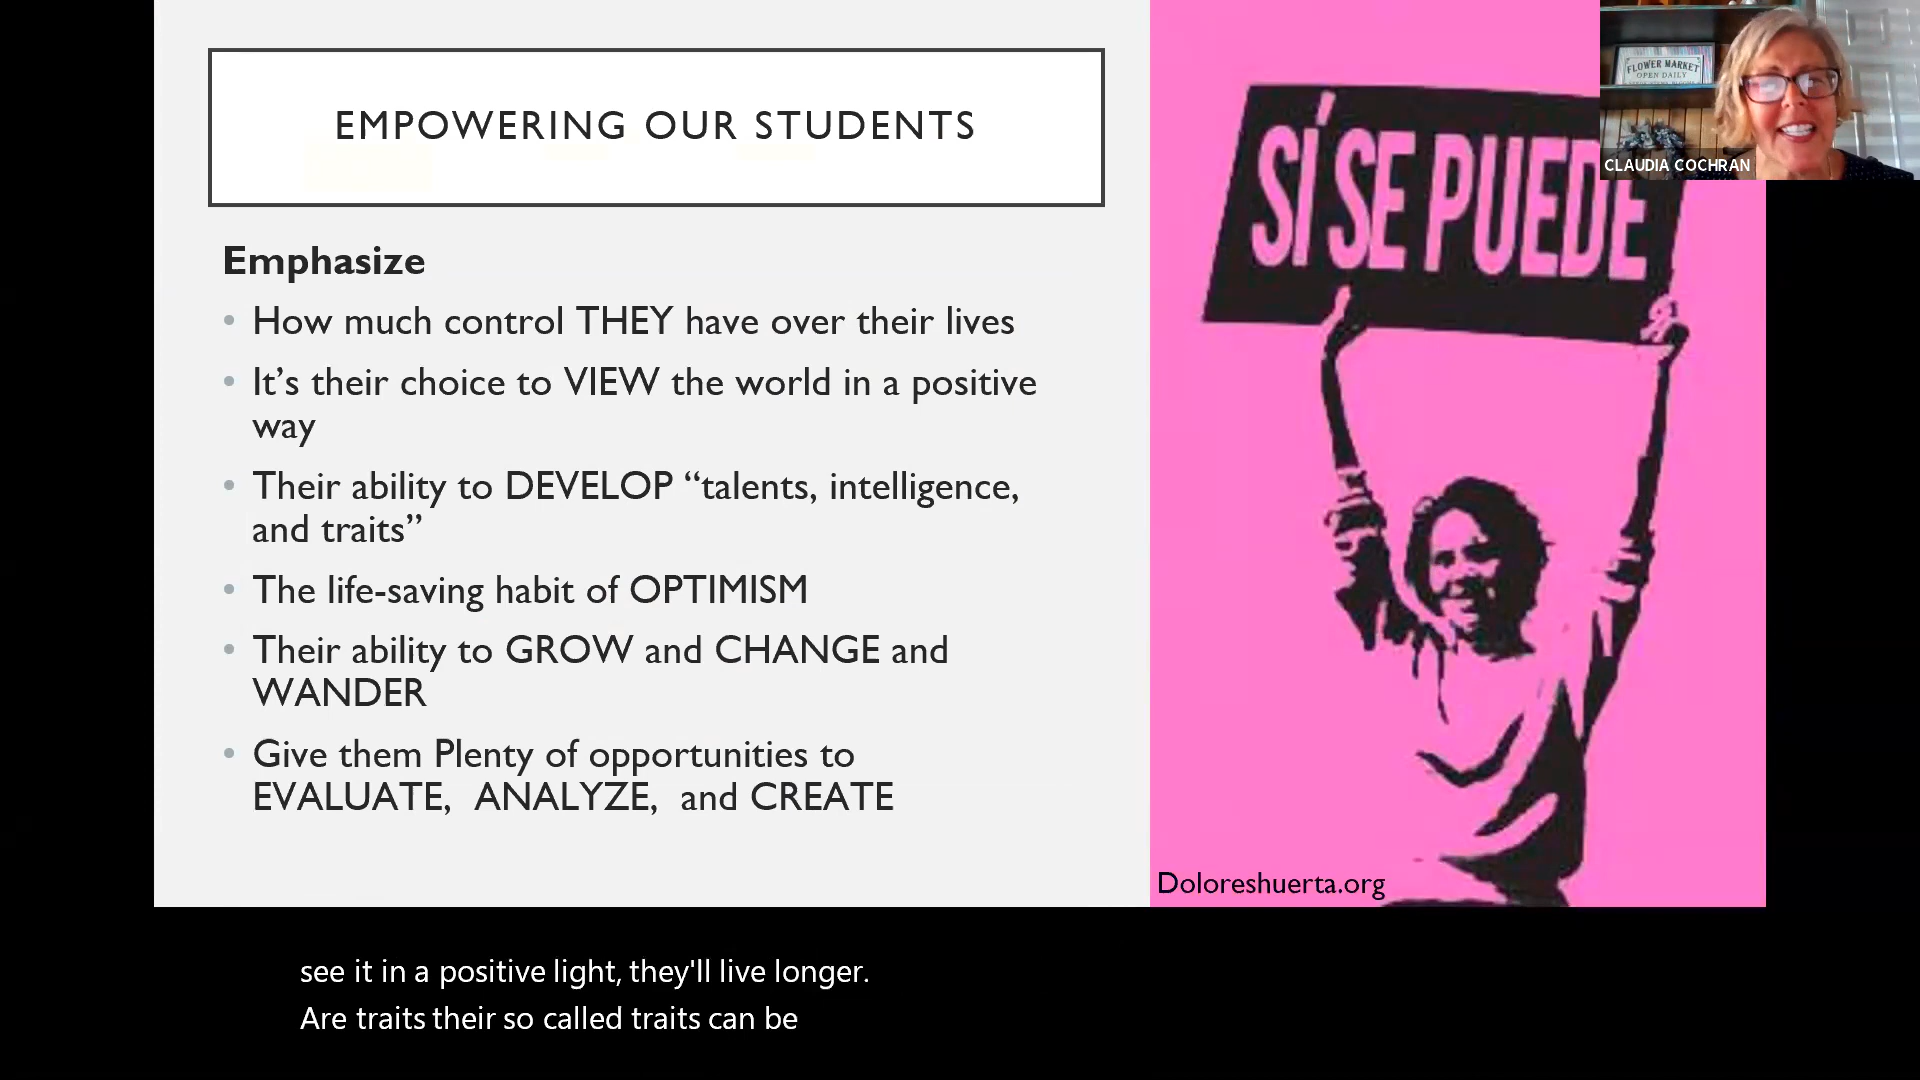 EMPOWERING OUR STUDENTS
Emphasize
• How much control THEY have over their lives
• It’s their choice to VIEW the world in a positive
way
• Their ability to DEVELOP “talents, intelligence,
and traits”
• The life-saving habit of OPTIMISM
• Their ability to GROW and CHANGE and
WANDER
• Give them Plenty of opportunities to
EVALUATE,  ANALYZE,  and CREATE
SÍ SE PUEDE
Doloreshuerta.org
FLOWER MARKET
OPEN DAILY
CLAUDIA COCHRAN
see it in a positive light, they'll live longer.
Are traits their so called traits can be